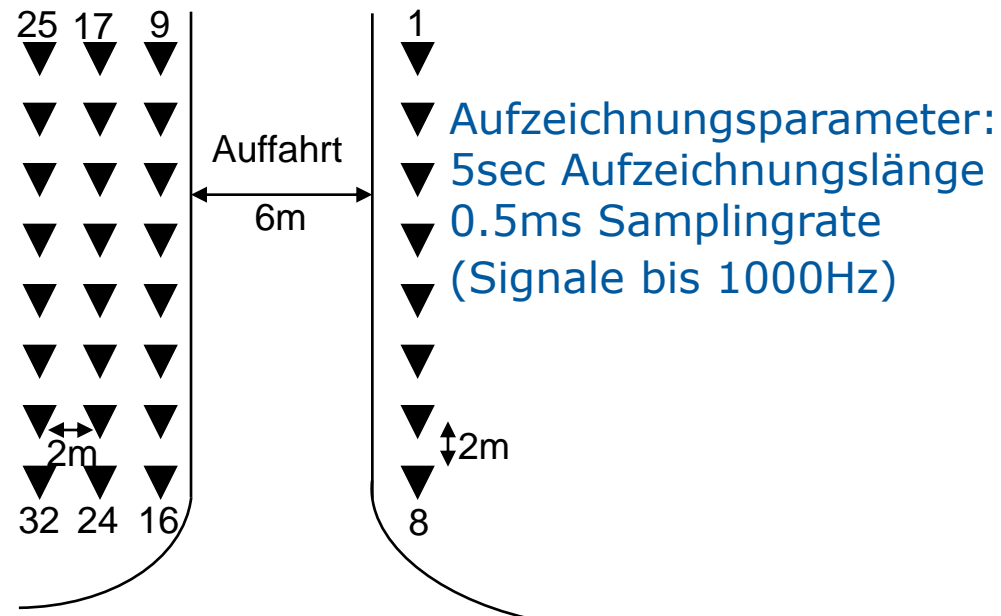 25 17 9 1
Auffahrt
6m
Aufzeichnungsparameter:
5sec Aufzeichnungslänge
0.5ms Samplingrate
(Signale bis 1000Hz)
2m
2m
32 24 16 8